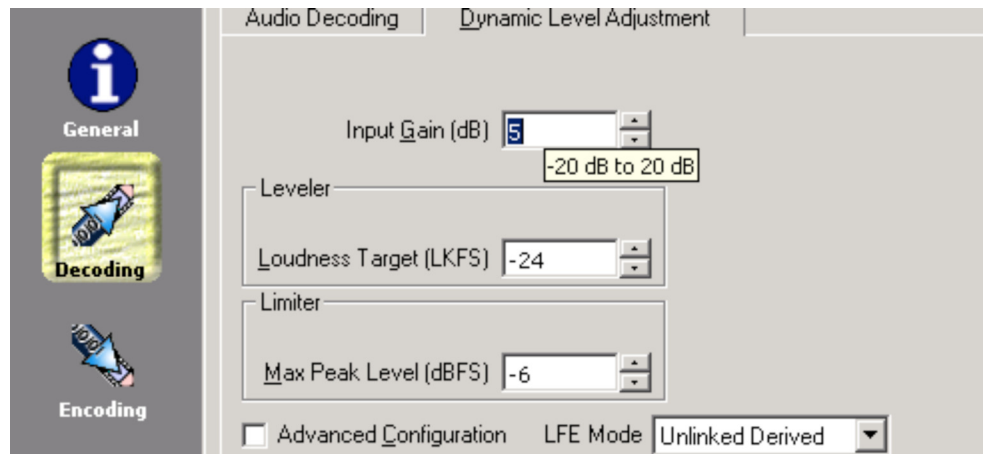 Audio Decoding
Dynamic Level Adjustment
General
Input Gain (dB) 5
-20 dB to 20 dB
Leveler
Decoding
Loudness Target (LKFS) -24
Limiter
Max Peak Level (dBFS) -6
Encoding
Advanced Configuration LFE Mode Unlinked Derived